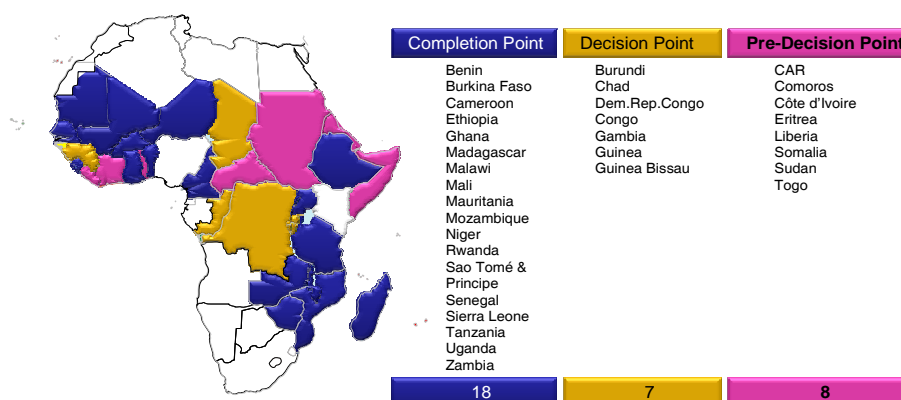 Completion Point
Benin
Burkina Faso
Cameroon
Ethiopia
Ghana
Madagascar
Malawi
Mali
Mauritania
Mozambique
Niger
Rwanda
Sao Tomé &
Principe
Senegal
Sierra Leone
Tanzania
Uganda
Zambia
18
Decision Point
Burundi
Chad
Dem.Rep.Congo
Congo
Gambia
Guinea
Guinea Bissau
7
Pre-Decision Point
CAR
Comoros
Côte d'Ivoire
Eritrea
Liberia
Somalia
Sudan
Togo
8